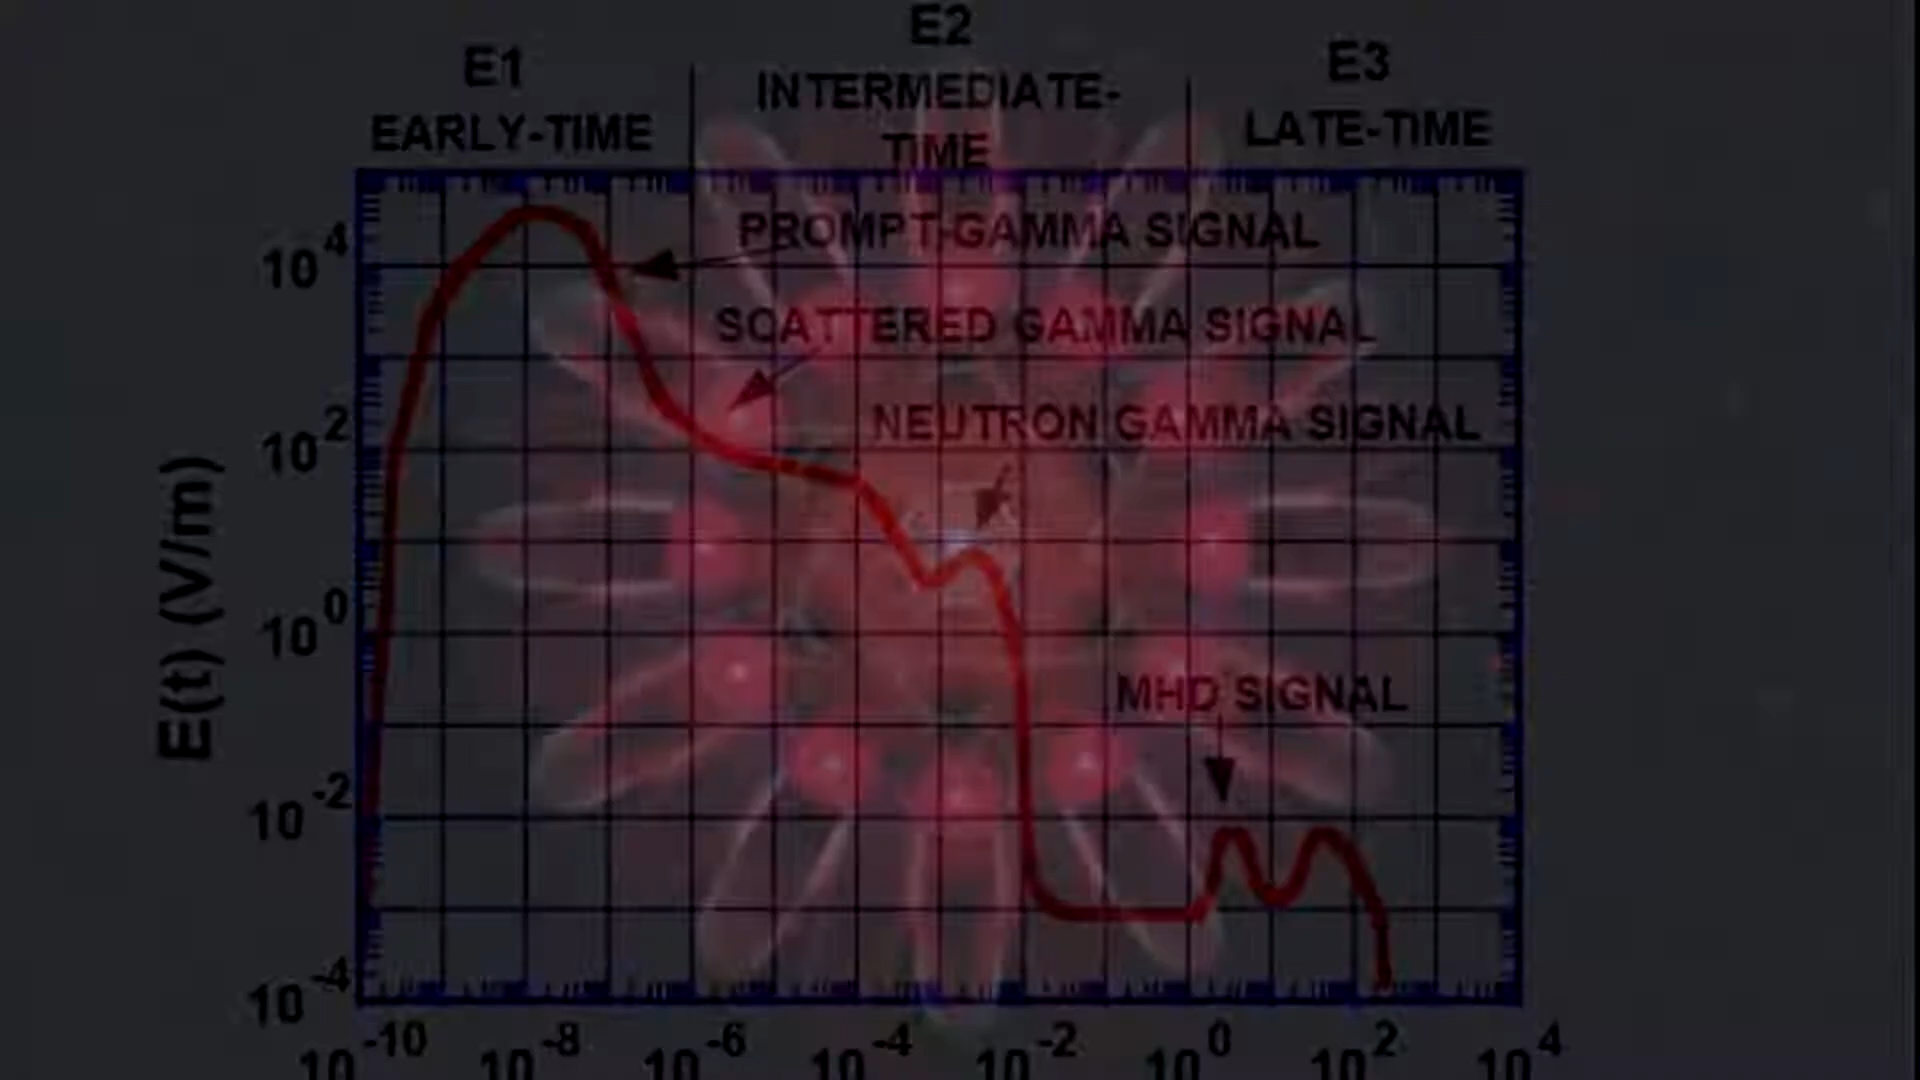 E1
EARLY-TIME
E2
INTERMEDIATE-
TIME
E3
LATE-TIME
PROMPT GAMMA SIGNAL
SCATTERED GAMMA SIGNAL
NEUTRON GAMMA SIGNAL
MHD SIGNAL
E(t) (V/m)
10^4
10^2
10^0
10^-2
10^-4
10^-10 10^-8 10^-6 10^-4 10^-2 10^0 10^2 10^4